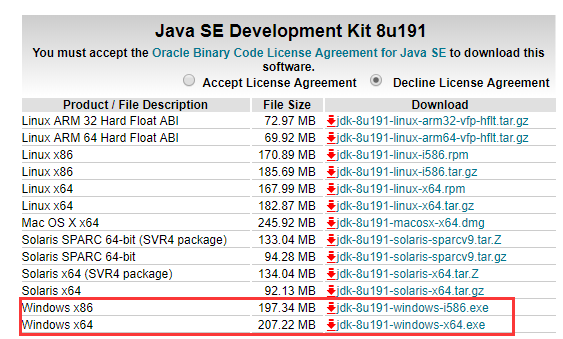 Java SE Development Kit 8u191
You must accept the Oracle Binary Code License Agreement for Java SE to download this
software.
Accept License Agreement Decline License Agreement
Product / File Description File Size Download
Linux ARM 32 Hard Float ABI 72.97 MB jdk-8u191-linux-arm32-vfp-hflt.tar.gz
Linux ARM 64 Hard Float ABI 69.92 MB jdk-8u191-linux-arm64-vfp-hflt.tar.gz
Linux x86 170.89 MB jdk-8u191-linux-i586.rpm
Linux x86 185.69 MB jdk-8u191-linux-i586.tar.gz
Linux x64 167.99 MB jdk-8u191-linux-x64.rpm
Linux x64 182.87 MB jdk-8u191-linux-x64.tar.gz
Mac OS X x64 245.92 MB jdk-8u191-macosx-x64.dmg
Solaris SPARC 64-bit (SVR4 package) 133.04 MB jdk-8u191-solaris-sparcv9.tar.Z
Solaris SPARC 64-bit 94.28 MB jdk-8u191-solaris-sparcv9.tar.gz
Solaris x64 (SVR4 package) 134.04 MB jdk-8u191-solaris-x64.tar.Z
Solaris x64 92.13 MB jdk-8u191-solaris-x64.tar.gz
Windows x86 197.34 MB jdk-8u191-windows-i586.exe
Windows x64 207.22 MB jdk-8u191-windows-x64.exe